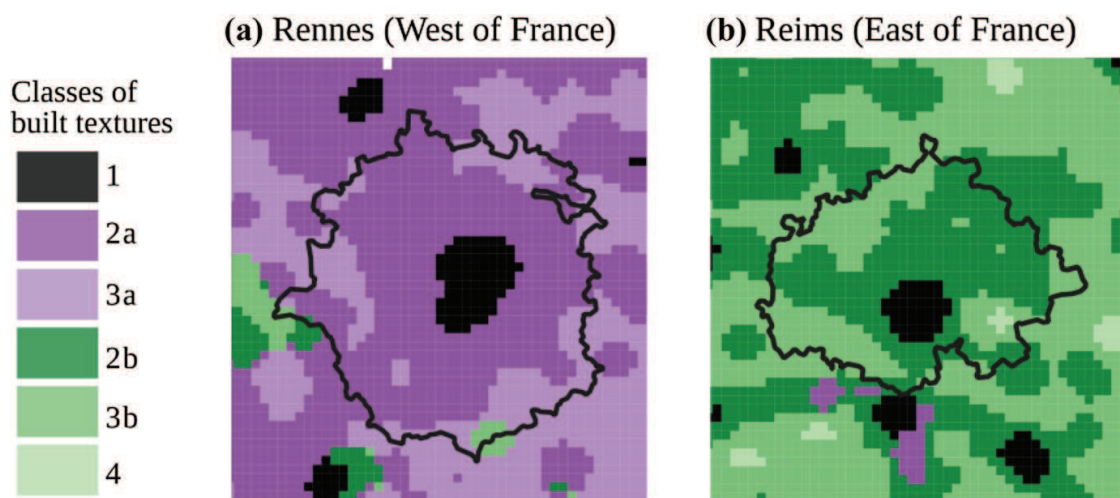 (a) Rennes (West of France)
(b) Reims (East of France)
Classes of
built textures
1
2a
3a
2b
3b
4